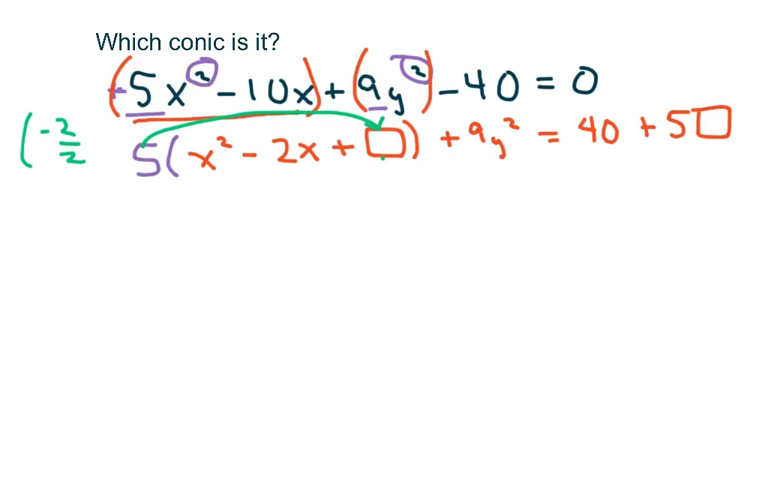 Which conic is it?
(+5x² - 10x) + (9y²) - 40 = 0
(-2/2 5(x² - 2x + □) + 9y² = 40 + 5□